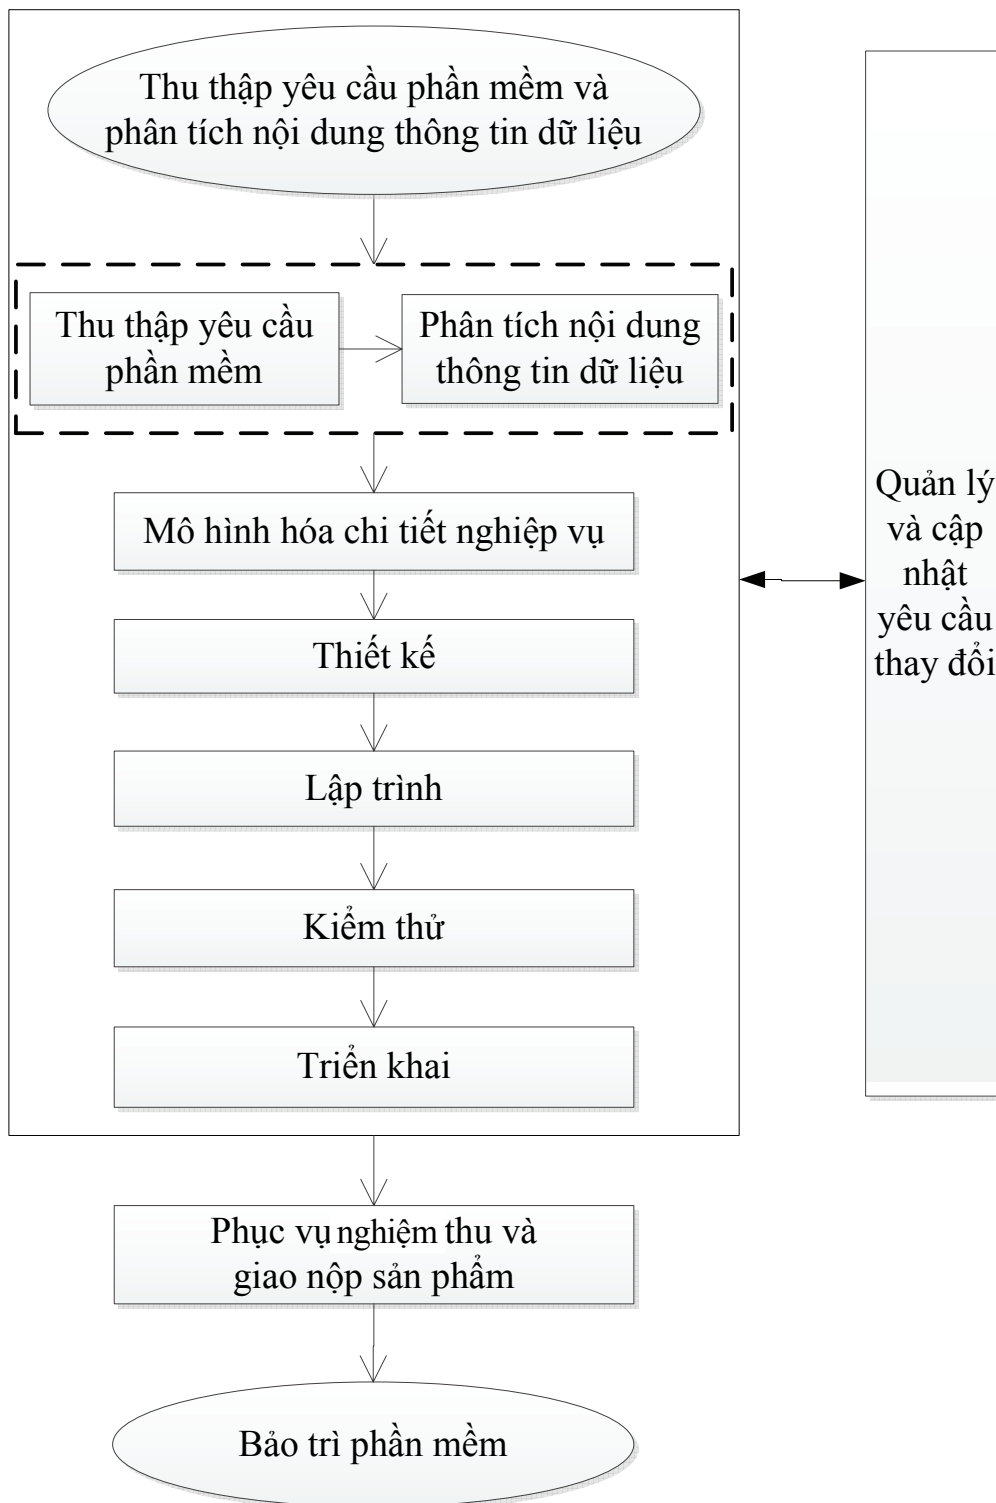 Thu thập yêu cầu phần mềm và
phân tích nội dung thông tin dữ liệu
Thu thập yêu cầu
phần mềm
Phân tích nội dung
thông tin dữ liệu
Mô hình hóa chi tiết nghiệp vụ
Thiết kế
Lập trình
Kiểm thử
Triển khai
Quản lý
và cập
nhật
yêu cầu
thay đổi
Phục vụ nghiệm thu và
giao nộp sản phẩm
Bảo trì phần mềm